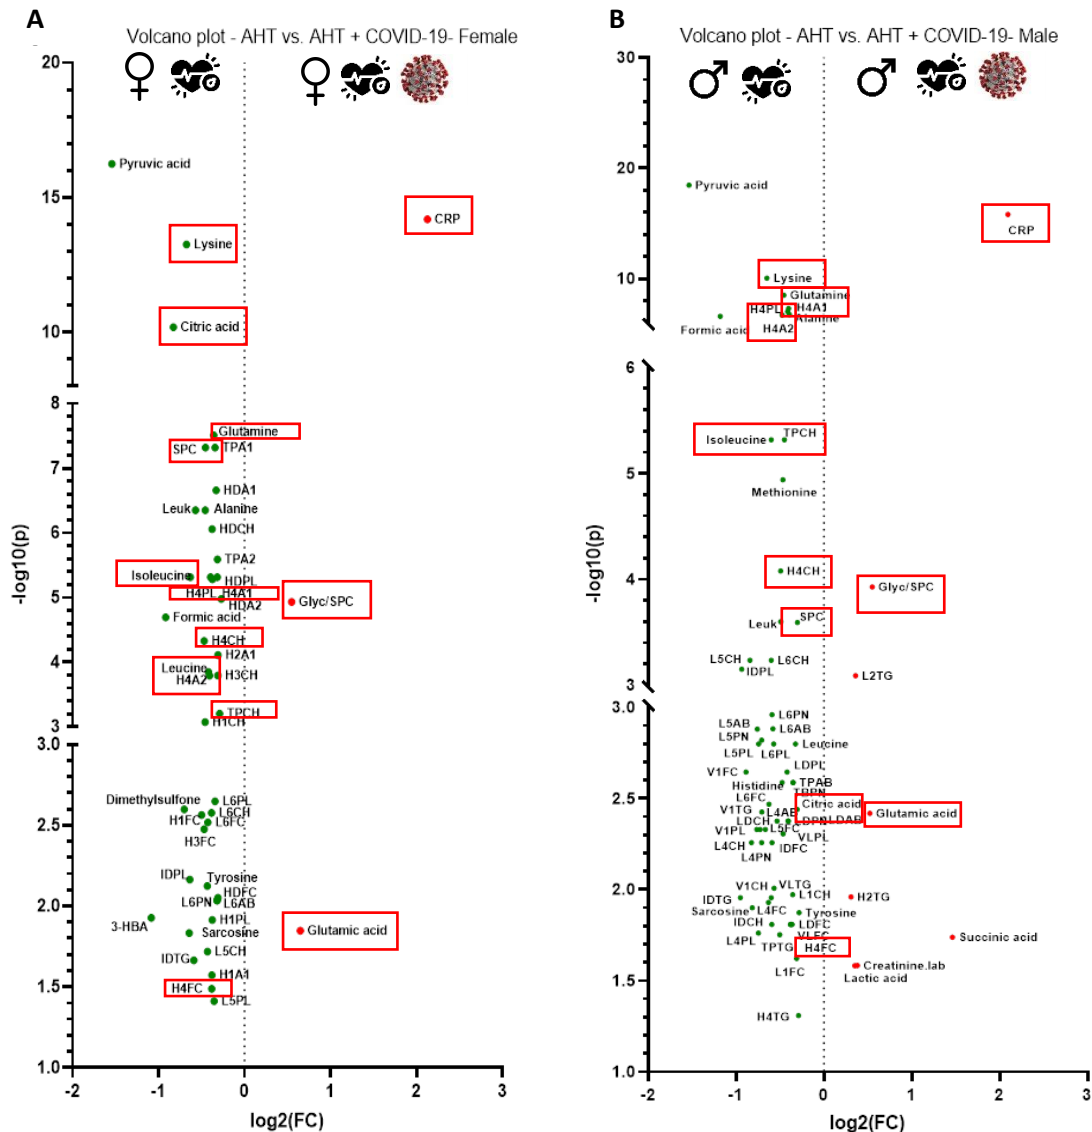 A
Volcano plot - AHT vs. AHT + COVID-19- Female
20
15
10
8
7
6
5
4
3
3.0
2.5
2.0
1.5
1.0
-log10(p)
-2
-1
0
1
2
3
log2(FC)
Pyruvic acid
CRP
Lysine
Citric acid
Glutamine
SPC
TPA1
HDA1
Leuk
Alanine
HDCH
TPA2
Isoleucine
HDPL
H4PL
H4A1
HDA2
Glyc/SPC
Formic acid
H4CH
H2A1
Leucine
H4A2
H3CH
TPCH
H1CH
Dimethylsulfone
L6PL
L6CH
H1FC
L6FC
H3FC
IDPL
Tyrosine
HDFC
L6PN
L6AB
3-HBA
H1PL
Sarcosine
Glutamic acid
L5CH
IDTG
H1A1
H4FC
L5PL
B
Volcano plot - AHT vs. AHT + COVID-19- Male
30
20
10
6
5
4
3
3.0
2.5
2.0
1.5
1.0
-log10(p)
-2
-1
0
1
2
3
log2(FC)
Pyruvic acid
CRP
Lysine
Glutamine
H4PL
H4A1
Alanine
Formic acid
H4A2
Isoleucine
TPCH
Methionine
H4CH
Glyc/SPC
Leuk
SPC
L5CH
L6CH
IDPL
L2TG
L6PN
L5AB
L6AB
L5PN
Leucine
L5PL
L6PL
V1FC
LDPL
Histidine
TPAB
TBPN
L6FC
Citric acid
V1TG
L4AB
Glutamic acid
LDCH
LDPN
LDAB
V1PL
L5FC
VLPL
L4CH
IDFC
L4PN
V1CH
VLTG
IDTG
L1CH
H2TG
Sarcosine
L4FC
Tyrosine
IDCH
LDFC
L4PL
VLFC
Succinic acid
TPTG
H4FC
L1FC
Creatinine.lab
Lactic acid
H4TG